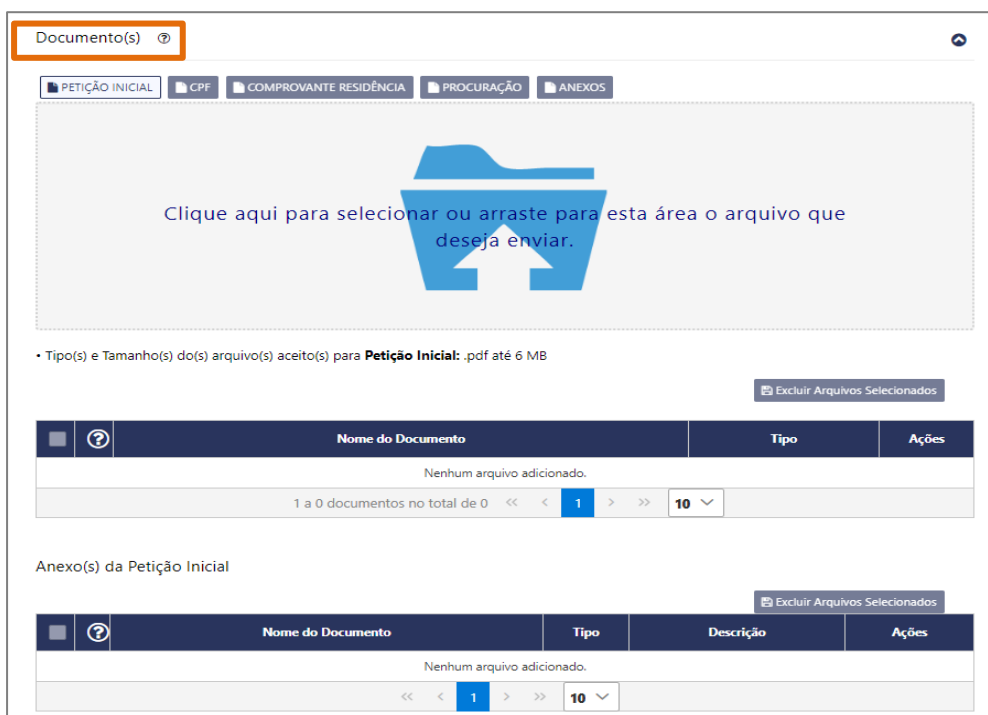 Documento(s) ?
PETIÇÃO INICIAL CPF COMPROVANTE RESIDÊNCIA PROCURAÇÃO ANEXOS
Clique aqui para selecionar ou arraste para esta área o arquivo que
deseja enviar.
• Tipo(s) e Tamanho(s) do(s) arquivo(s) aceito(s) para Petição Inicial: .pdf até 6 MB
Excluir Arquivos Selecionados
? Nome do Documento Tipo Ações
Nenhum arquivo adicionado.
1 a 0 documentos no total de 0 << < 1 > >> 10
Anexo(s) da Petição Inicial
Excluir Arquivos Selecionados
? Nome do Documento Tipo Descrição Ações
Nenhum arquivo adicionado.
<< < 1 > >> 10